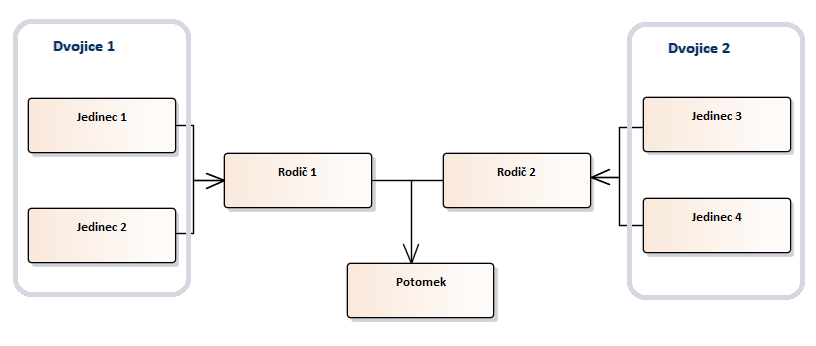 Dvojice 1
Jedinec 1
Jedinec 2
Rodič 1
Rodič 2
Potomek
Dvojice 2
Jedinec 3
Jedinec 4